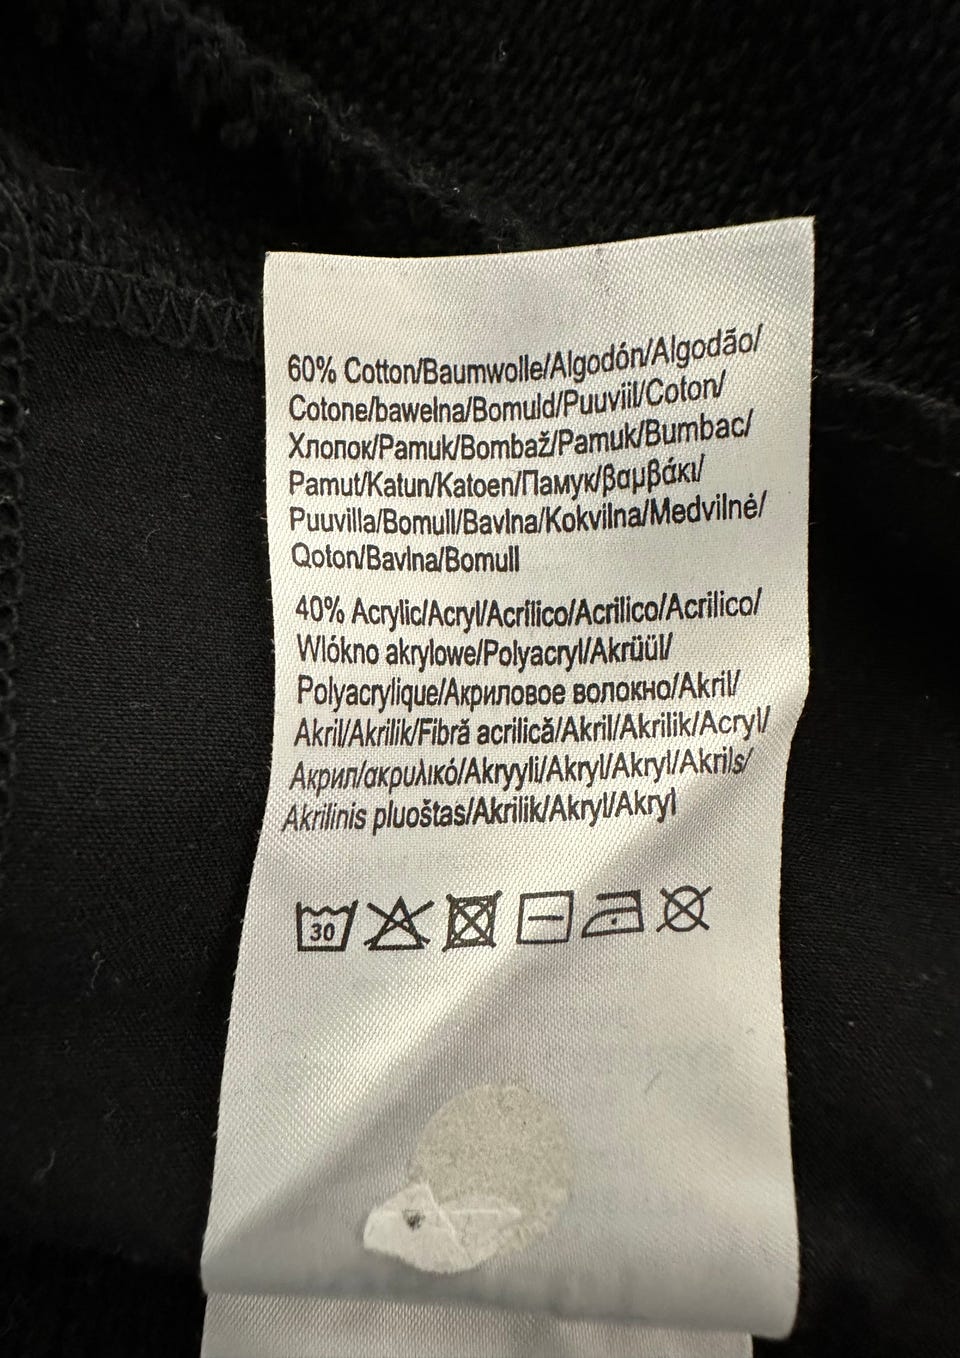 60% Cotton/Baumwolle/Algodón/Algodão/
Cotone/bawełna/Bomuld/Puuviil/Coton/
Хлопок/Pamuk/Bombaž/Pamuk/Bumbac/
Pamut/Katun/Katoen/Памук/βαμβάκι/
Puuvilla/Bomull/Bavlna/Kokvilna/Medvilnė/
Qoton/Bavlna/Bomull
40% Acrylic/Acryl/Acrílico/Acrilico/Acrilico/
Wlókno akrylowe/Polyacryl/Akrüül/
Polyacrylique/Акриловое волокно/Akril/
Akril/Akrilik/Fibră acrilică/Akril/Akrilik/Acryl/
Акрил/ακρυλικό/Akryyli/Akryl/Akryl/Akrils/
Akrilinis pluoštas/Akrilik/Akryl/Akryl
30